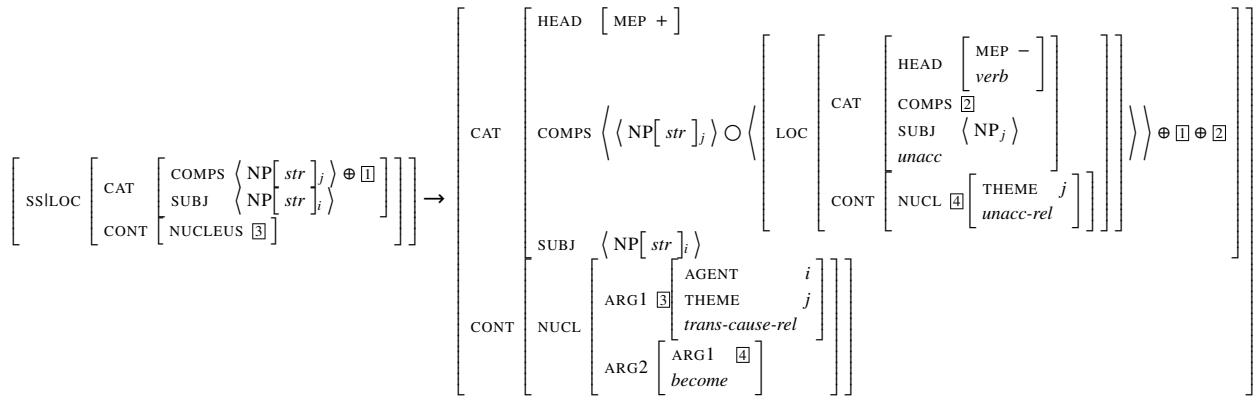 [ SS|LOC [ CAT [ COMPS ⟨ NP[ str ]j ⟩ ⊕ 1
SUBJ ⟨ NP[ str ]i ⟩ ]
CONT [ NUCLEUS 3 ] ] ] →
[ CAT [ HEAD [ MEP + ]
COMPS ⟨ ⟨ NP[ str ]j ⟩ ○ ⟨ [ LOC [ CAT [ HEAD [ MEP −
verb ]
COMPS 2
SUBJ ⟨ NPj ⟩
unacc ]
CONT [ NUCL 4 [ THEME j
unacc-rel ] ] ] ] ⟩ ⟩ ⊕ 1 ⊕ 2
SUBJ ⟨ NP[ str ]i ⟩ ]
CONT [ NUCL [ ARG1 3 [ AGENT i
THEME j
trans-cause-rel ]
ARG2 [ ARG1 4
become ] ] ] ]